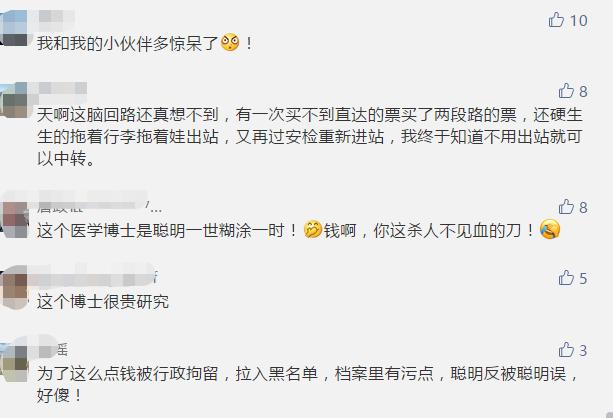 10
我和我的小伙伴多惊呆了！
8
天啊这脑回路还真想不到，有一次买不到直达的票买了两段路的票，还硬生
生的拖着行李拖着娃出站，又再过安检重新进站，我终于知道不用出站就可
以中转。
8
这个医学博士是聪明一世糊涂一时！🤣钱啊，你这杀人不见血的刀！😂
5
这个博士很贵研究
瑶
3
为了这么点钱被行政拘留，拉入黑名单，档案里有污点，聪明反被聪明误，
好傻！